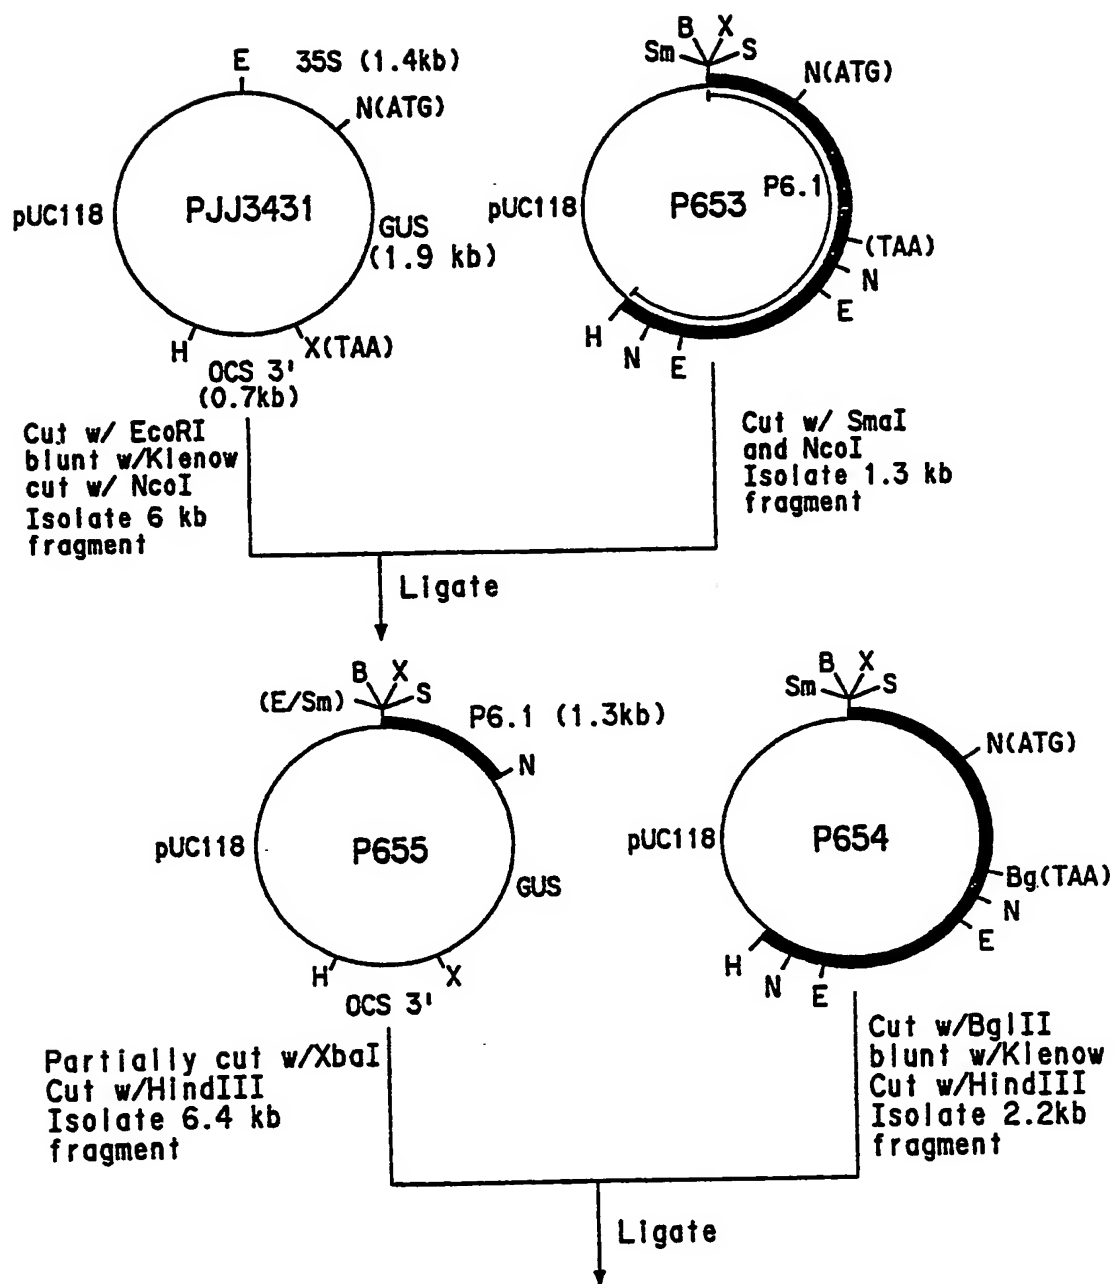 E
35S (1.4kb)
N(ATG)
pUC118
PJJ3431
GUS
(1.9 kb)
H
X(TAA)
OCS 3'
(0.7kb)
Cut w/ EcoRI
blunt w/Klenow
cut w/ NcoI
Isolate 6 kb
fragment
B
X
Sm
S
N(ATG)
pUC118
P653
P6.1
(TAA)
N
E
H
N
E
Cut w/ SmaI
and NcoI
Isolate 1.3 kb
fragment
Ligate
B
X
(E/Sm)
S
P6.1 (1.3kb)
N
pUC118
P655
GUS
H
X
OCS 3'
Partially cut w/XbaI
Cut w/HindIII
Isolate 6.4 kb
fragment
B
X
Sm
S
N(ATG)
pUC118
P654
Bg(TAA)
N
E
H
N
E
Cut w/BglII
blunt w/Klenow
Cut w/HindIII
Isolate 2.2kb
fragment
Ligate